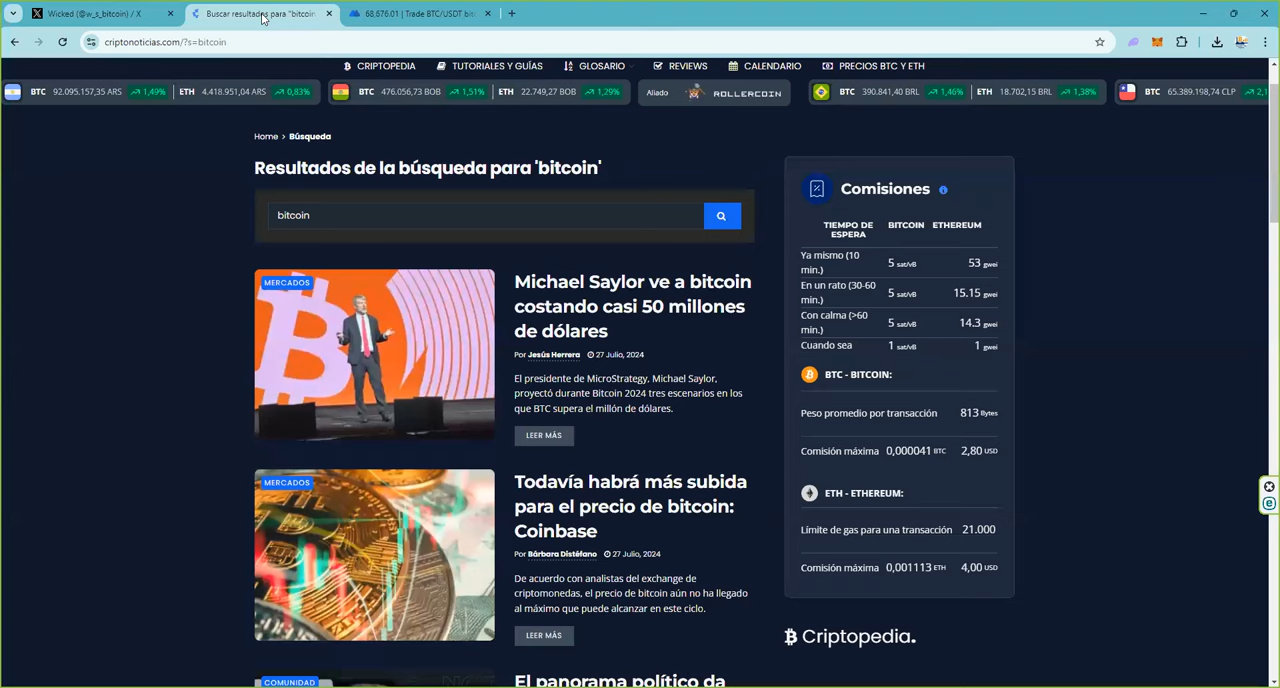 Wicked (@w_s_bitcoin) / X
Buscar resultados para "bitcoin
68,676.01 | Trade BTC/USDT bit
criptonoticias.com/?s=bitcoin
CRIPTOPEDIA
TUTORIALES Y GUÍAS
GLOSARIO
REVIEWS
CALENDARIO
PRECIOS BTC Y ETH
BTC 92.095.157,35 ARS 1,49% ETH 4.418.951,04 ARS 0,83%
BTC 476.056,73 BOB 1,51% ETH 22.749,27 BOB 1,29%
Aliado ROLLERCOIN
BTC 390.841,40 BRL 1,46% ETH 18.702,15 BRL 1,38%
BTC 65.389.198,74 CLP 2,1
Home > Búsqueda
Resultados de la búsqueda para 'bitcoin'
bitcoin
MERCADOS
Michael Saylor ve a bitcoin
costando casi 50 millones
de dólares
Por Jesús Herrera 27 Julio, 2024
El presidente de MicroStrategy, Michael Saylor,
proyectó durante Bitcoin 2024 tres escenarios en los
que BTC supera el millón de dólares.
LEER MÁS
MERCADOS
Todavía habrá más subida
para el precio de bitcoin:
Coinbase
Por Bárbara Distéfano 27 Julio, 2024
De acuerdo con analistas del exchange de
criptomonedas, el precio de bitcoin aún no ha llegado
al máximo que puede alcanzar en este ciclo.
LEER MÁS
COMUNIDAD
El panorama político da
Comisiones
TIEMPO DE
ESPERA
BITCOIN
ETHEREUM
Ya mismo (10
min.)
5 sat/vB
53 gwei
En un rato (30-60
min.)
5 sat/vB
15.15 gwei
Con calma (>60
min.)
5 sat/vB
14.3 gwei
Cuando sea
1 sat/vB
1 gwei
BTC - BITCOIN:
Peso promedio por transacción 813 Bytes
Comisión máxima 0,000041 BTC 2,80 USD
ETH - ETHEREUM:
Límite de gas para una transacción 21.000
Comisión máxima 0,001113 ETH 4,00 USD
Criptopedia.